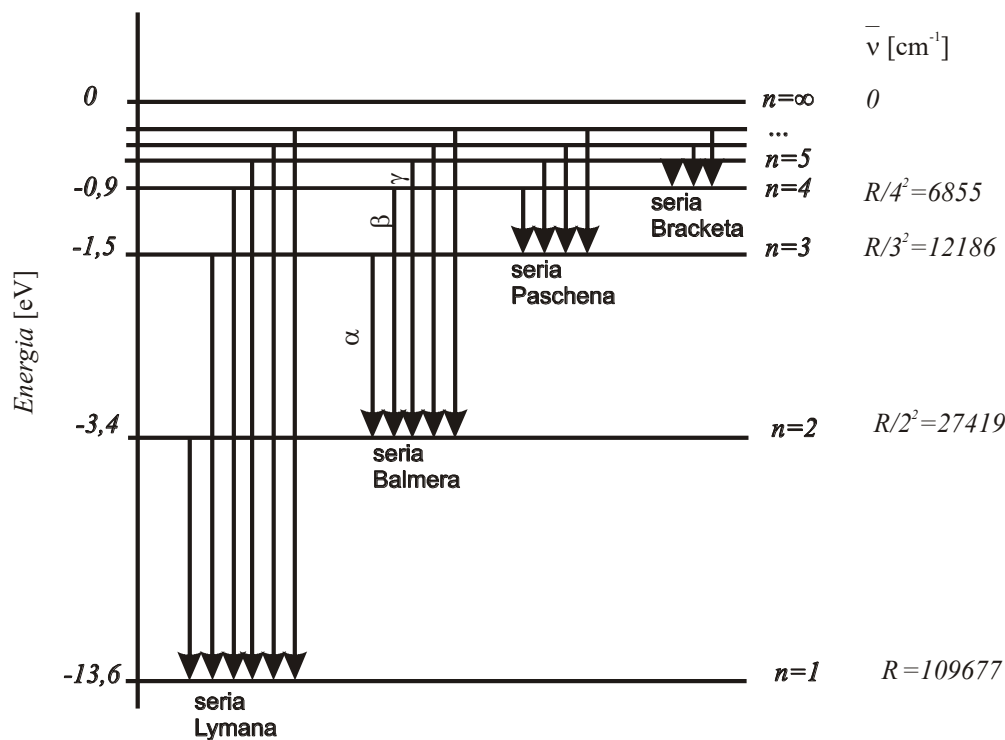 ν̅ [cm⁻¹]
0 n=∞ 0
...
n=5
-0,9 n=4 R/4²=6855
-1,5 n=3 R/3²=12186
-3,4 n=2 R/2²=27419
-13,6 n=1 R=109677
Energia [eV]
γ
β
α
seria
Bracketa
seria
Paschena
seria
Balmera
seria
Lymana